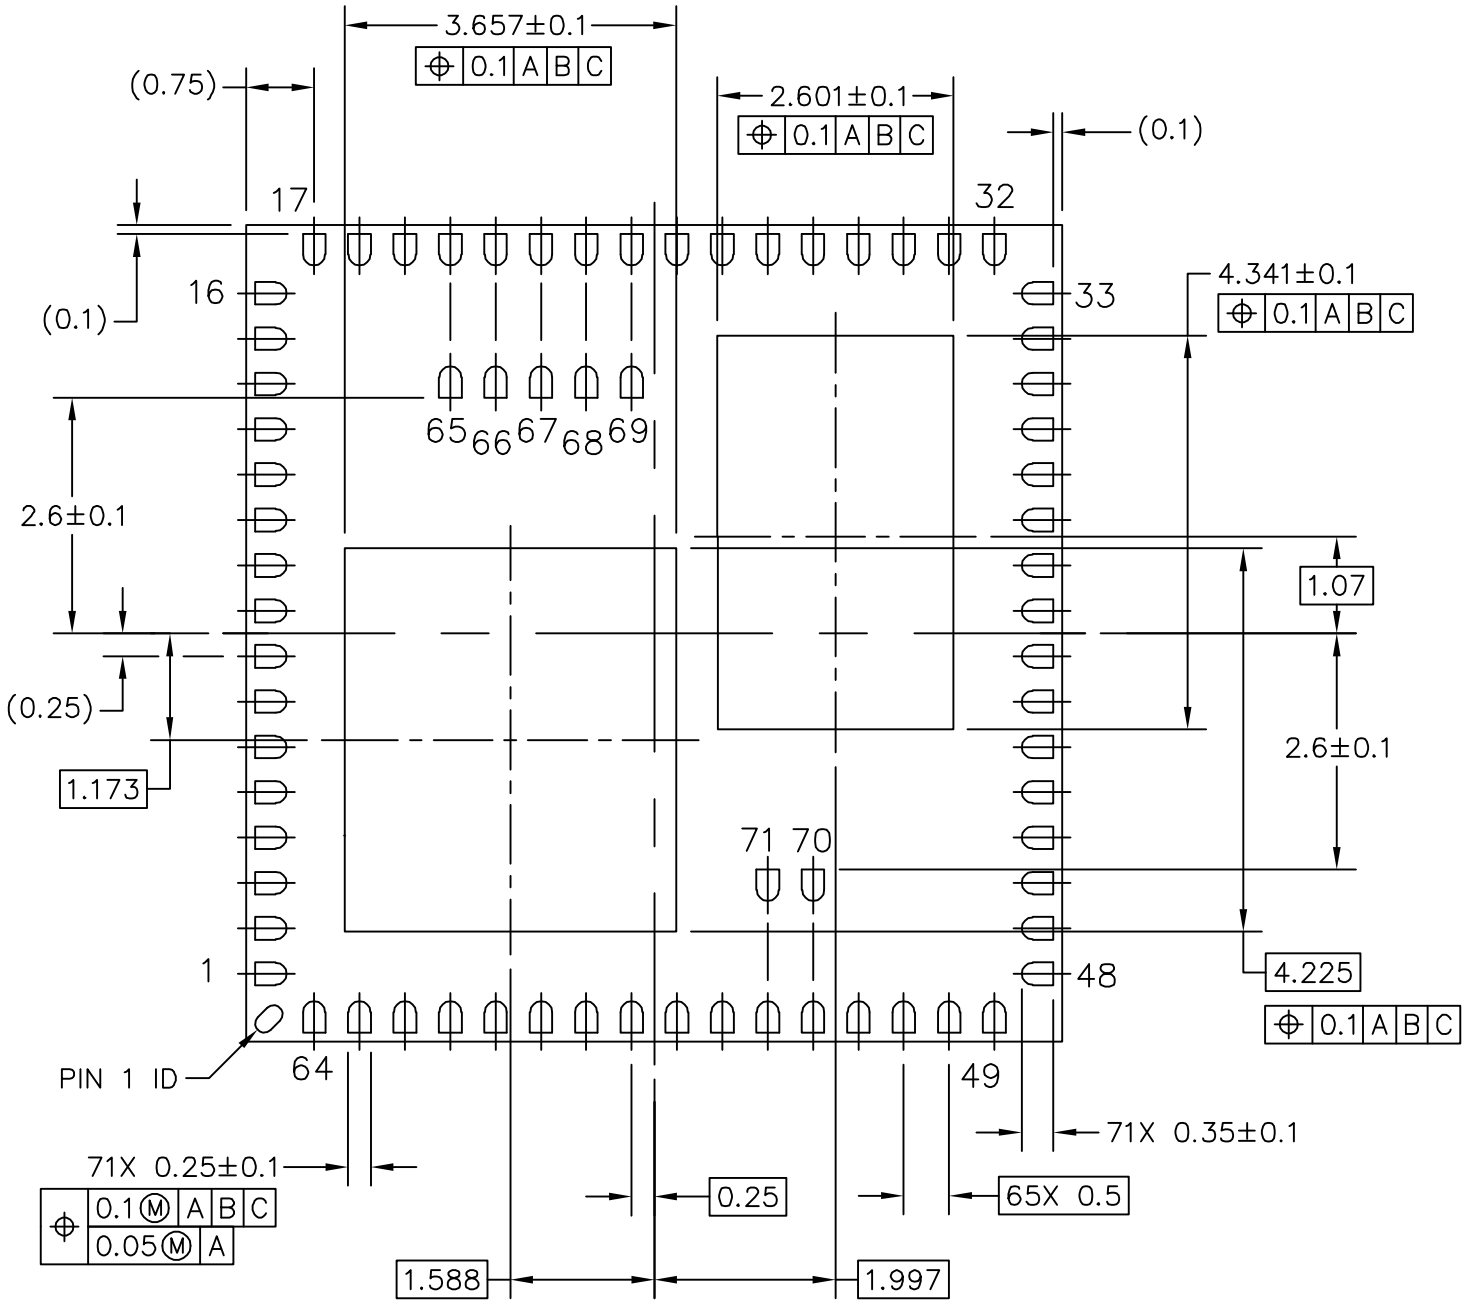 3.657±0.1
⌖ 0.1 A B C
(0.75)
2.601±0.1
⌖ 0.1 A B C
(0.1)
17
32
16
33
(0.1)
4.341±0.1
⌖ 0.1 A B C
65 66 67 68 69
2.6±0.1
1.07
(0.25)
2.6±0.1
1.173
71 70
1
48
4.225
⌖ 0.1 A B C
PIN 1 ID
64
49
71X 0.35±0.1
71X 0.25±0.1
⌖ 0.1Ⓜ A B C
0.05Ⓜ A
0.25
65X 0.5
1.588
1.997